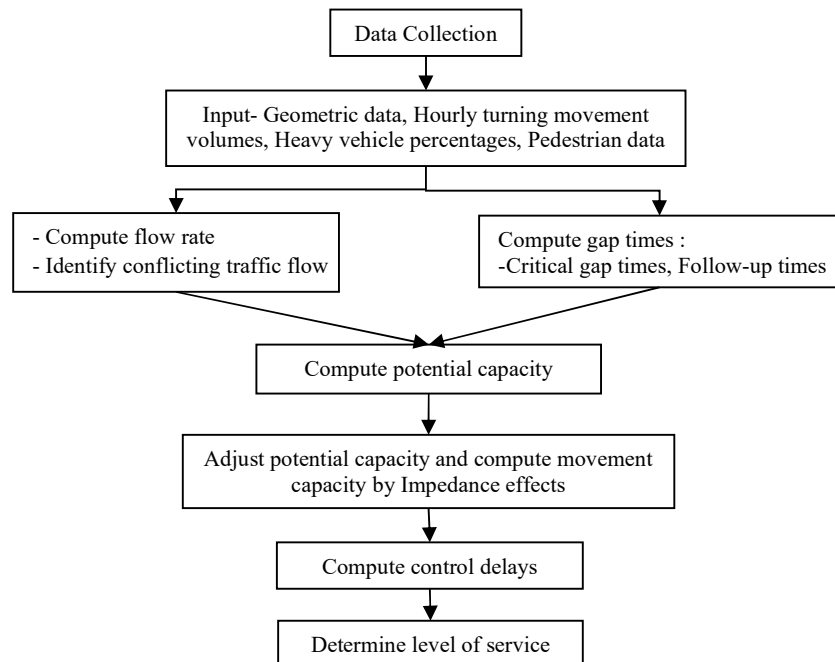 Data Collection
Input- Geometric data, Hourly turning movement
volumes, Heavy vehicle percentages, Pedestrian data
- Compute flow rate
- Identify conflicting traffic flow
Compute gap times :
-Critical gap times, Follow-up times
Compute potential capacity
Adjust potential capacity and compute movement
capacity by Impedance effects
Compute control delays
Determine level of service